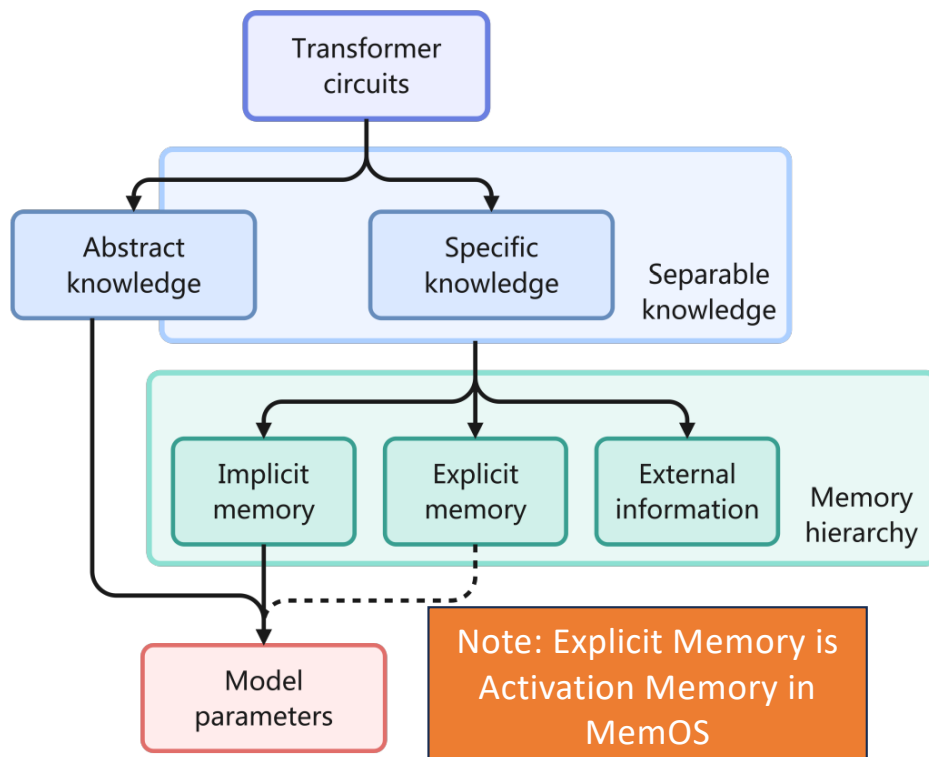 Transformer
circuits
Abstract
knowledge
Specific
knowledge
Separable
knowledge
Implicit
memory
Explicit
memory
External
information
Memory
hierarchy
Model
parameters
Note: Explicit Memory is
Activation Memory in
MemOS